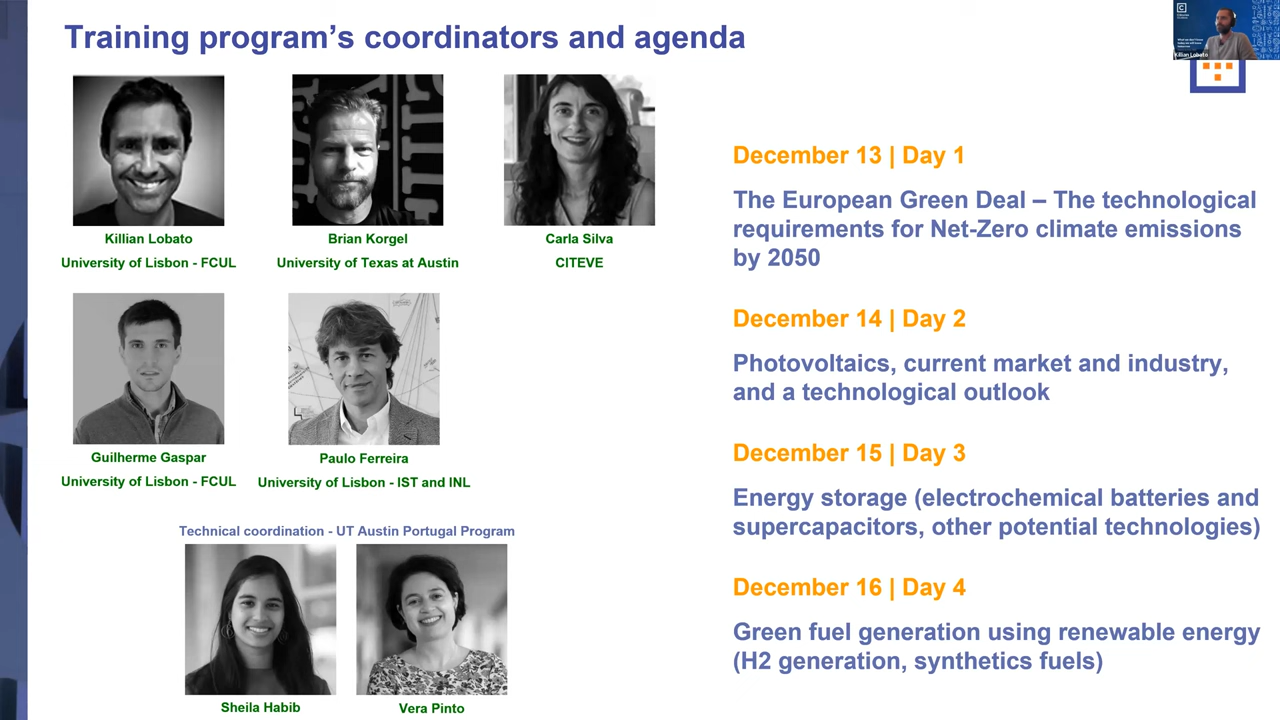 Training program's coordinators and agenda
Killian Lobato
Killian Lobato
University of Lisbon - FCUL
Brian Korgel
University of Texas at Austin
Carla Silva
CITEVE
Guilherme Gaspar
University of Lisbon - FCUL
Paulo Ferreira
University of Lisbon - IST and INL
Technical coordination - UT Austin Portugal Program
Sheila Habib
Vera Pinto
December 13 | Day 1
The European Green Deal – The technological
requirements for Net-Zero climate emissions
by 2050
December 14 | Day 2
Photovoltaics, current market and industry,
and a technological outlook
December 15 | Day 3
Energy storage (electrochemical batteries and
supercapacitors, other potential technologies)
December 16 | Day 4
Green fuel generation using renewable energy
(H2 generation, synthetics fuels)